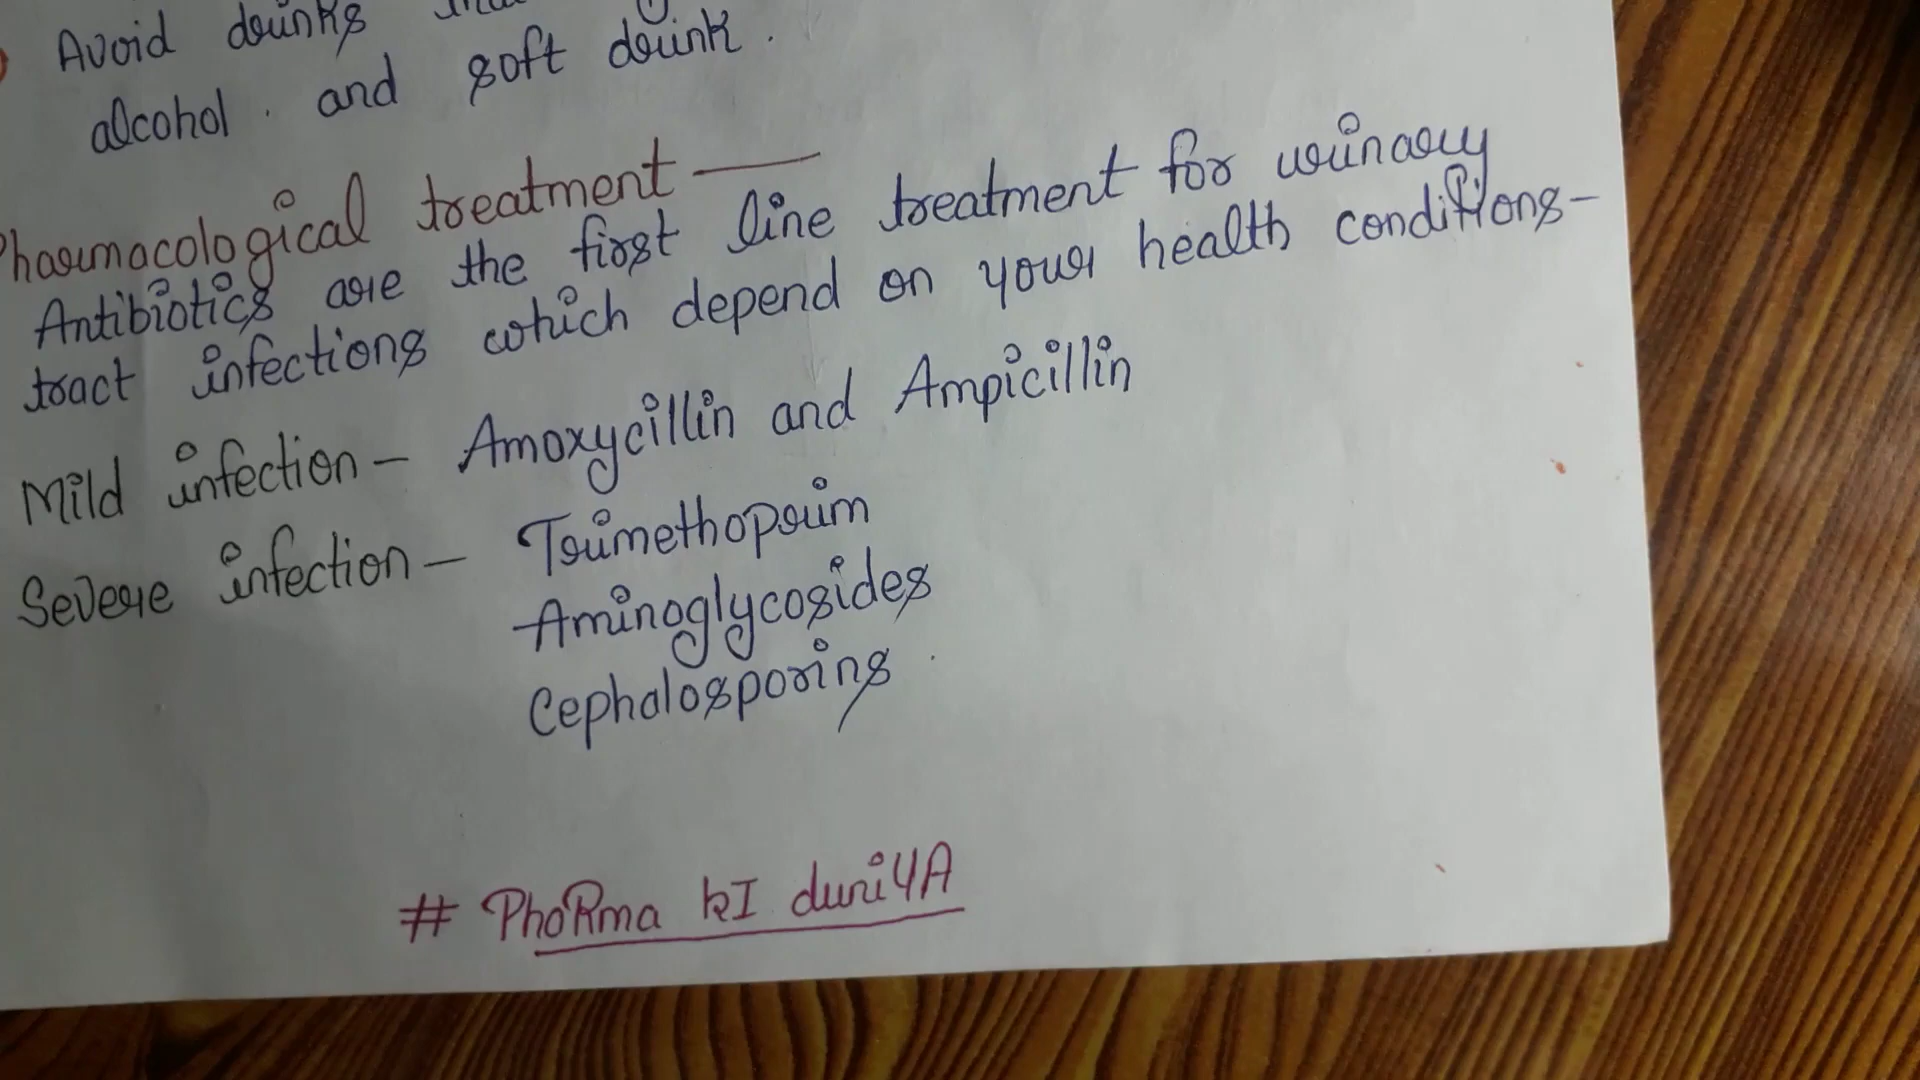 Avoid drinks
alcohol. and soft drink.
Pharmacological treatment —
Antibiotics are the first line treatment for urinary
tract infections which depend on your health conditions-
Mild infection - Amoxycillin and Ampicillin
Severe infection - Trimethoprim
Aminoglycosides
Cephalosporins
# PhaRma kI duniYA